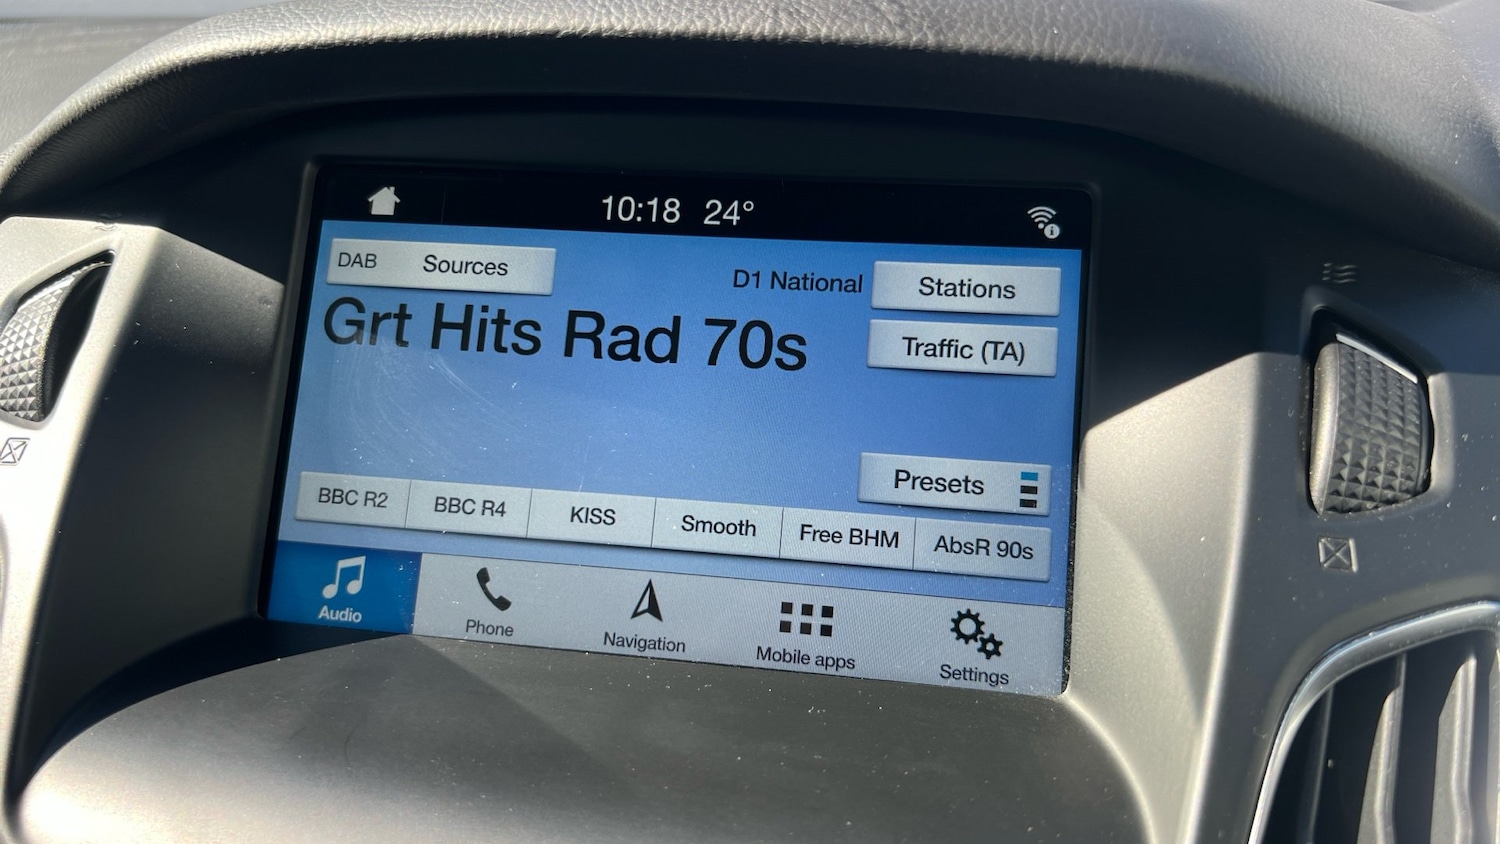 10:18 24°
DAB Sources
D1 National Stations
Grt Hits Rad 70s
Traffic (TA)
Presets
BBC R2 BBC R4 KISS Smooth Free BHM AbsR 90s
Audio Phone Navigation Mobile apps Settings